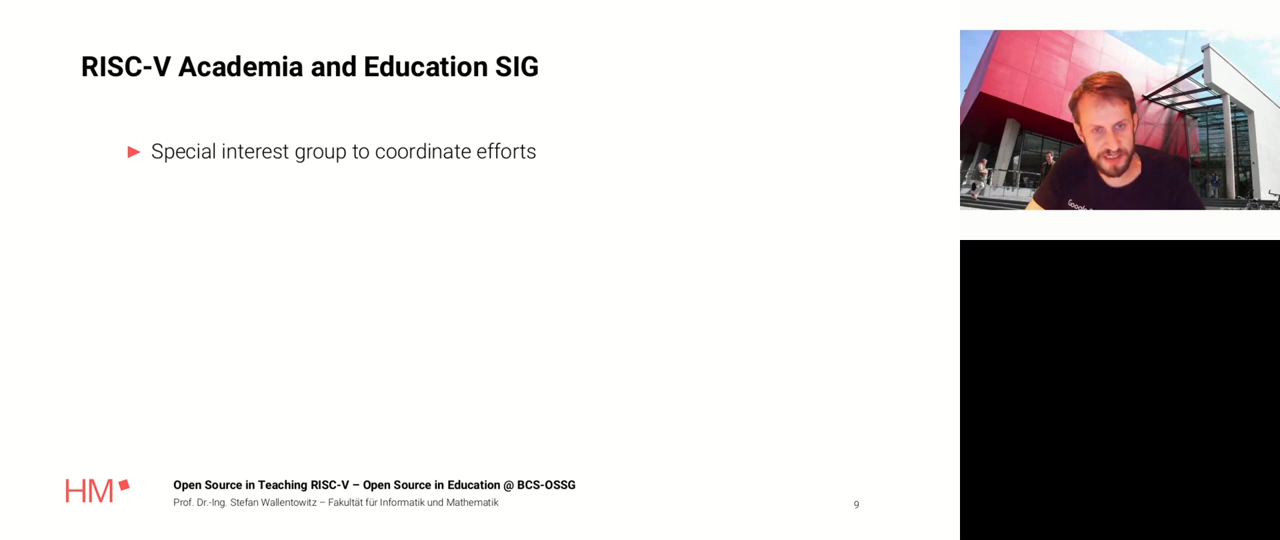 RISC-V Academia and Education SIG
Special interest group to coordinate efforts
HM
Open Source in Teaching RISC-V – Open Source in Education @ BCS-OSSG
Prof. Dr.-Ing. Stefan Wallentowitz – Fakultät für Informatik und Mathematik
9
Google